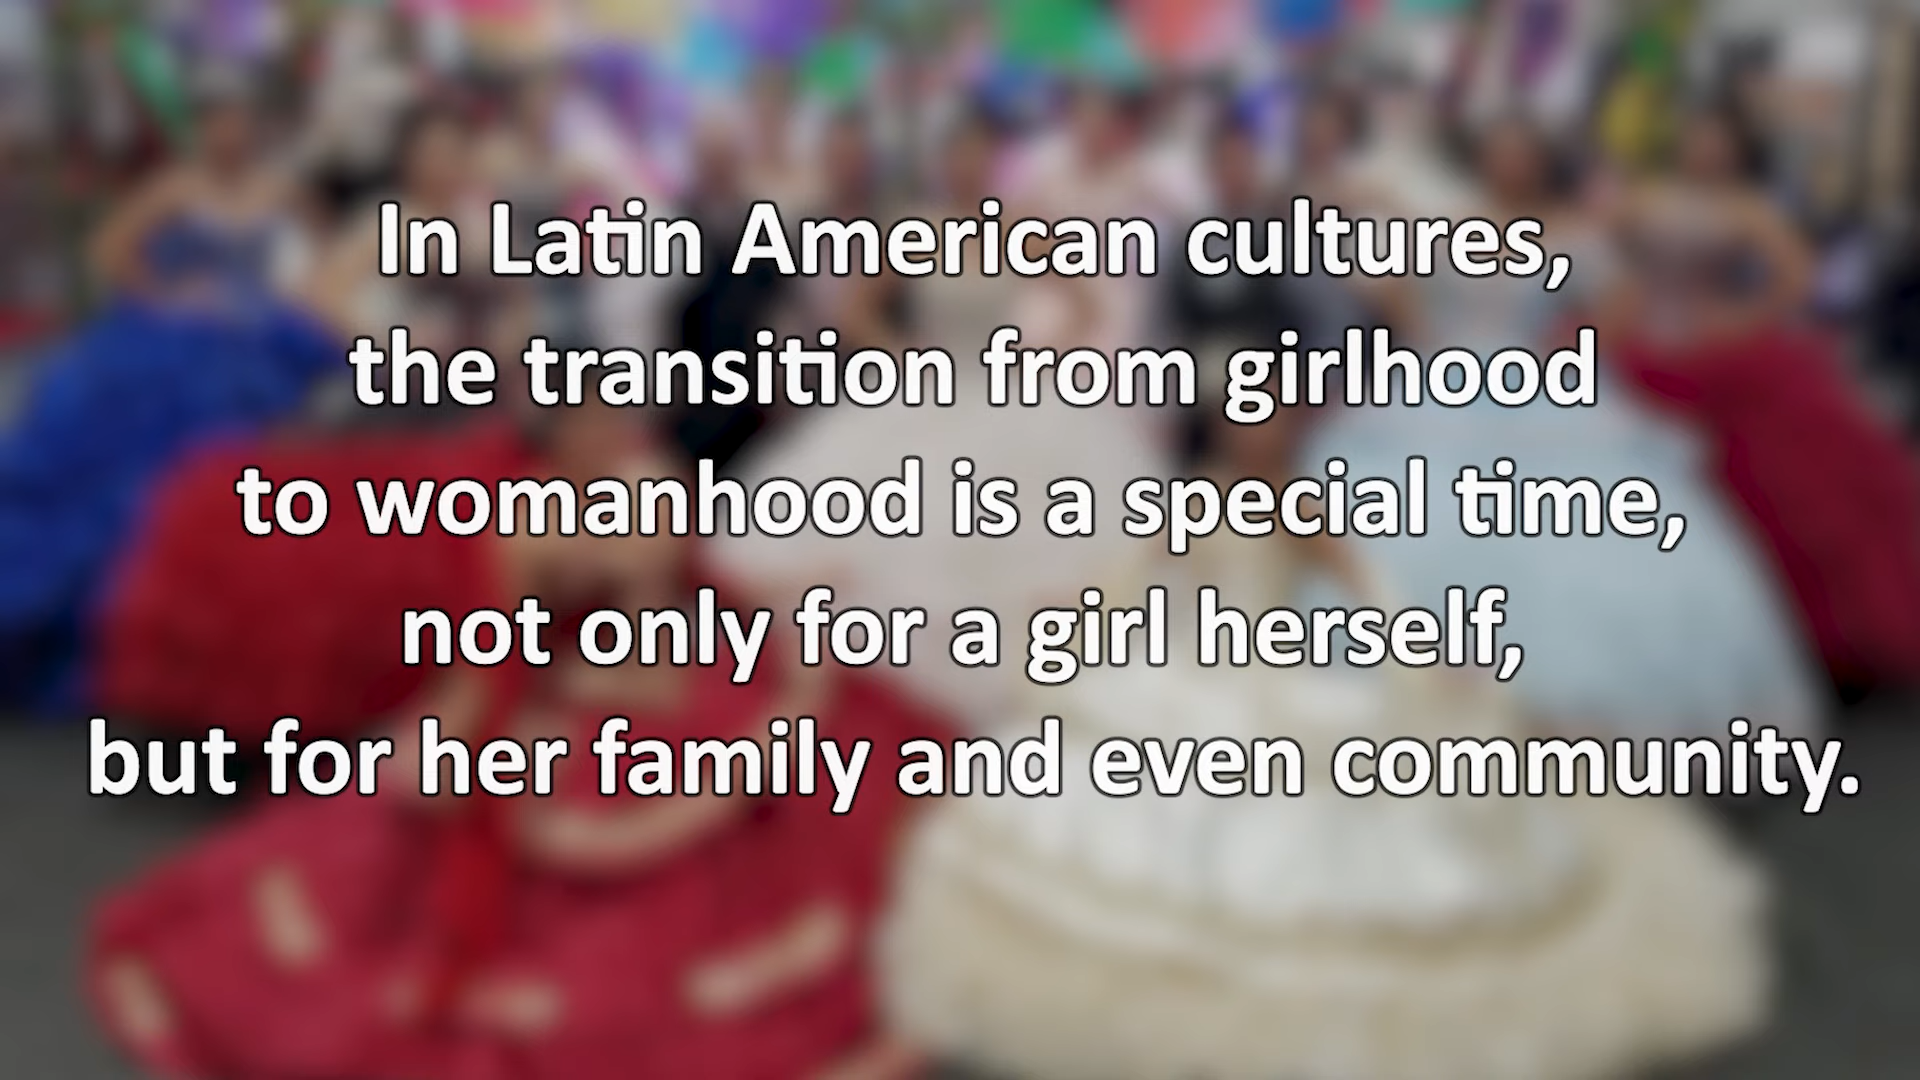 In Latin American cultures,
the transition from girlhood
to womanhood is a special time,
not only for a girl herself,
but for her family and even community.